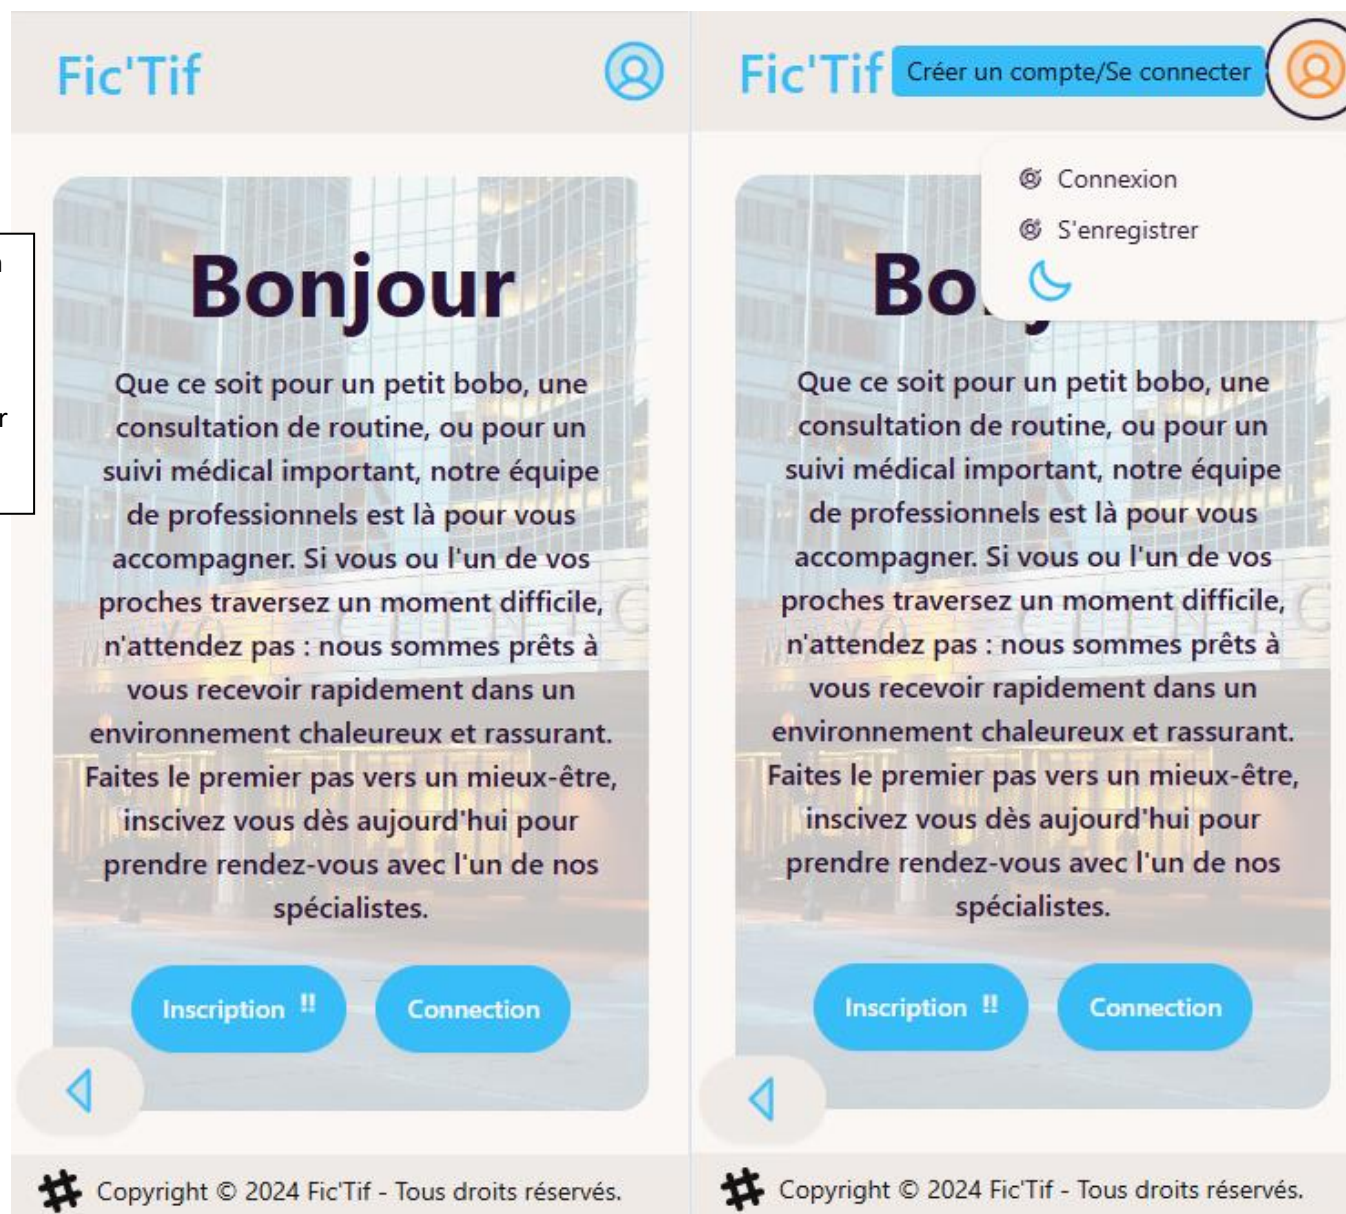 Fic'Tif
Bonjour
Que ce soit pour un petit bobo, une
consultation de routine, ou pour un
suivi médical important, notre équipe
de professionnels est là pour vous
accompagner. Si vous ou l'un de vos
proches traversez un moment difficile,
n'attendez pas : nous sommes prêts à
vous recevoir rapidement dans un
environnement chaleureux et rassurant.
Faites le premier pas vers un mieux-être,
inscivez vous dès aujourd'hui pour
prendre rendez-vous avec l'un de nos
spécialistes.
Inscription !!
Connection
Copyright © 2024 Fic'Tif - Tous droits réservés.
Fic'Tif
Créer un compte/Se connecter
Connexion
S'enregistrer
Que ce soit pour un petit bobo, une
consultation de routine, ou pour un
suivi médical important, notre équipe
de professionnels est là pour vous
accompagner. Si vous ou l'un de vos
proches traversez un moment difficile,
n'attendez pas : nous sommes prêts à
vous recevoir rapidement dans un
environnement chaleureux et rassurant.
Faites le premier pas vers un mieux-être,
inscivez vous dès aujourd'hui pour
prendre rendez-vous avec l'un de nos
spécialistes.
Inscription !!
Connection
Copyright © 2024 Fic'Tif - Tous droits réservés.